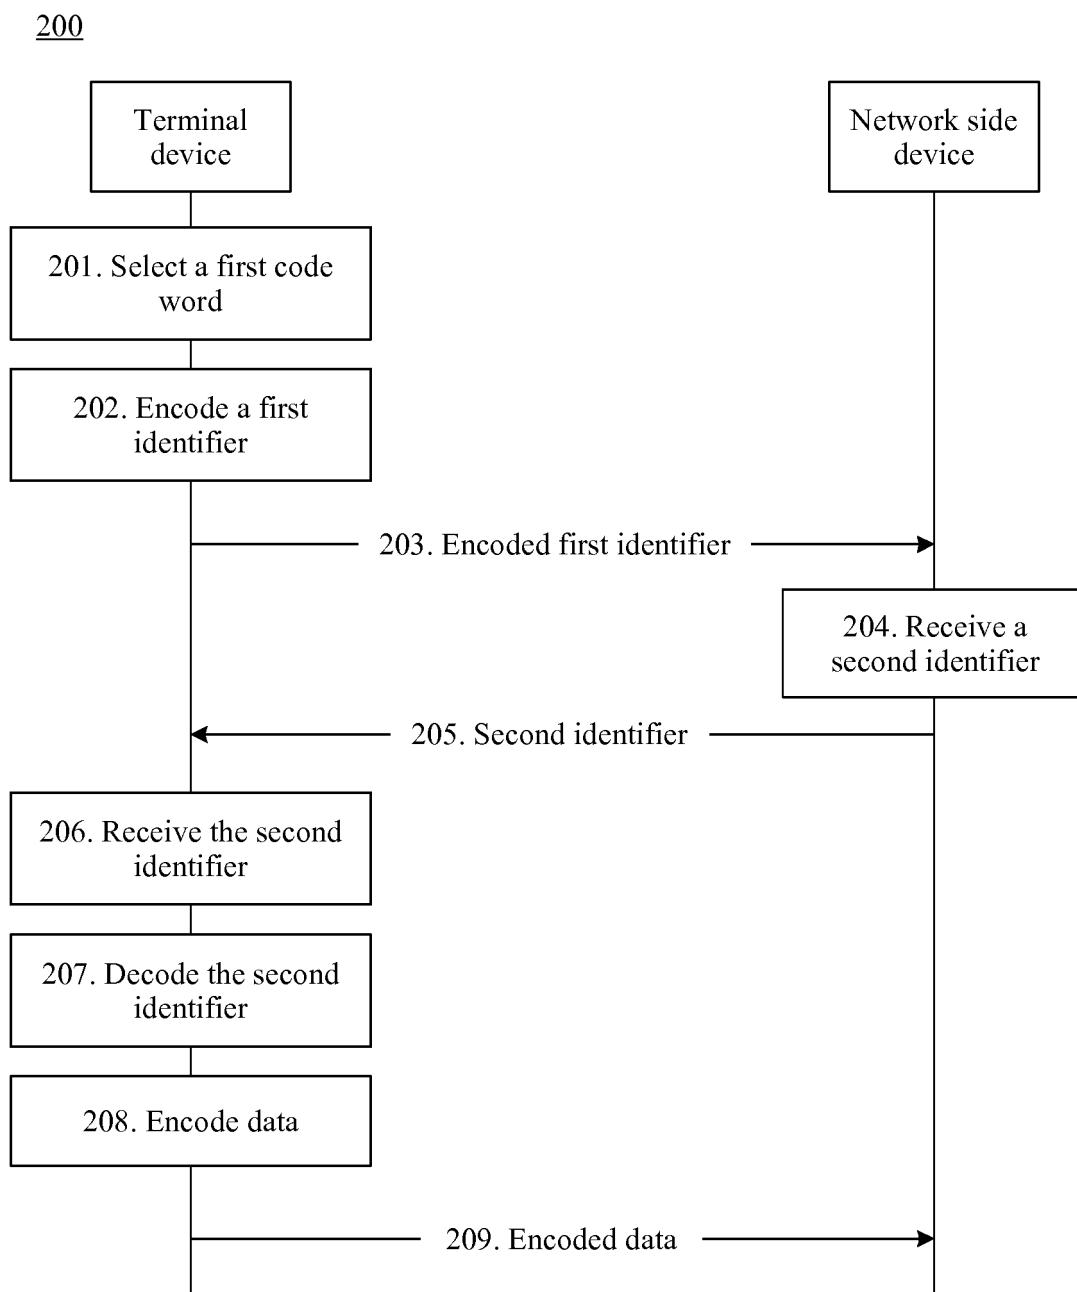 200
Terminal
device
Network side
device
201. Select a first code
word
202. Encode a first
identifier
203. Encoded first identifier
204. Receive a
second identifier
205. Second identifier
206. Receive the second
identifier
207. Decode the second
identifier
208. Encode data
209. Encoded data